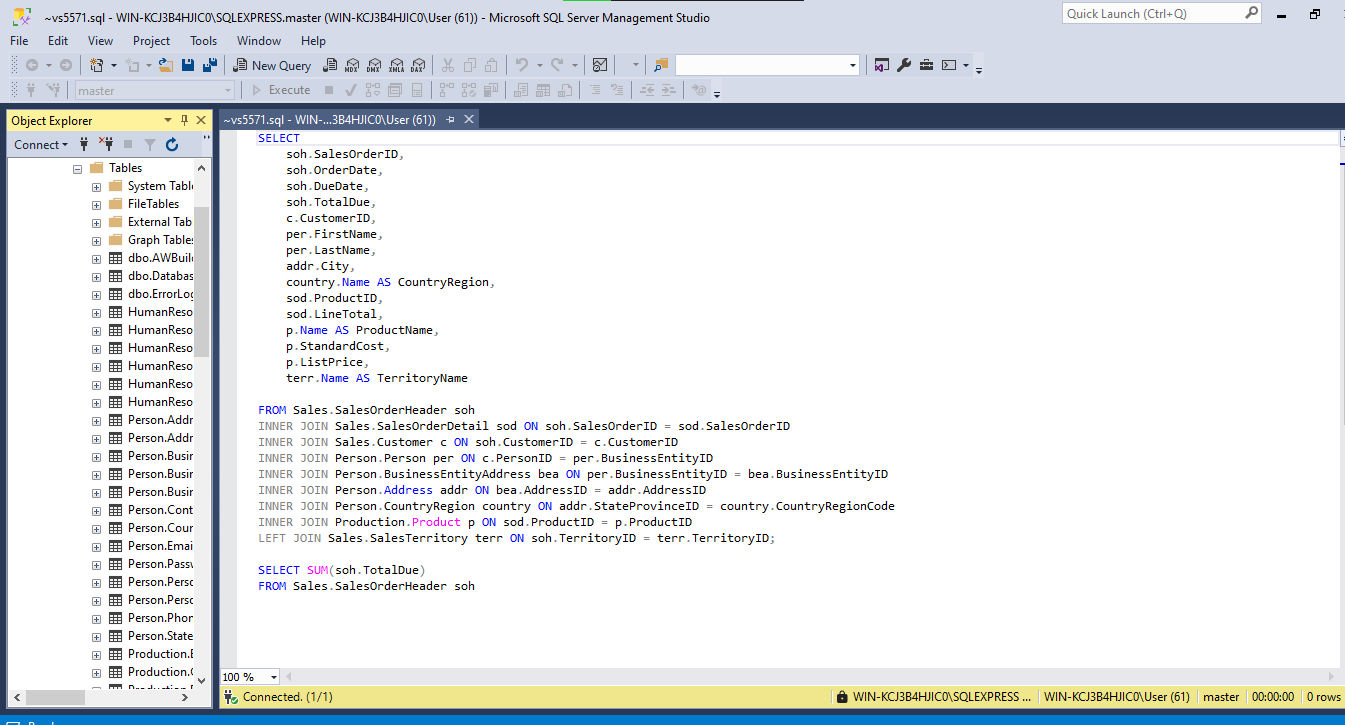 ~vs5571.sql - WIN-KCJ3B4HJIC0\SQLEXPRESS.master (WIN-KCJ3B4HJIC0\User (61)) - Microsoft SQL Server Management Studio
Quick Launch (Ctrl+Q)
File Edit View Project Tools Window Help
New Query MDX DMX XMLA DAX
master Execute
Object Explorer
~vs5571.sql - WIN-...3B4HJIC0\User (61))
Connect
Tables
System Tabl
FileTables
External Tab
Graph Tables
dbo.AWBuil
dbo.Databas
dbo.ErrorLog
HumanReso
HumanReso
HumanReso
HumanReso
HumanReso
HumanReso
Person.Addr
Person.Addr
Person.Busir
Person.Busir
Person.Busir
Person.Cont
Person.Cour
Person.Emai
Person.Passw
Person.Perso
Person.Perso
Person.Phor
Person.State
Production.B
Production.C
SELECT
soh.SalesOrderID,
soh.OrderDate,
soh.DueDate,
soh.TotalDue,
c.CustomerID,
per.FirstName,
per.LastName,
addr.City,
country.Name AS CountryRegion,
sod.ProductID,
sod.LineTotal,
p.Name AS ProductName,
p.StandardCost,
p.ListPrice,
terr.Name AS TerritoryName
FROM Sales.SalesOrderHeader soh
INNER JOIN Sales.SalesOrderDetail sod ON soh.SalesOrderID = sod.SalesOrderID
INNER JOIN Sales.Customer c ON soh.CustomerID = c.CustomerID
INNER JOIN Person.Person per ON c.PersonID = per.BusinessEntityID
INNER JOIN Person.BusinessEntityAddress bea ON per.BusinessEntityID = bea.BusinessEntityID
INNER JOIN Person.Address addr ON bea.AddressID = addr.AddressID
INNER JOIN Person.CountryRegion country ON addr.StateProvinceID = country.CountryRegionCode
INNER JOIN Production.Product p ON sod.ProductID = p.ProductID
LEFT JOIN Sales.SalesTerritory terr ON soh.TerritoryID = terr.TerritoryID;
SELECT SUM(soh.TotalDue)
FROM Sales.SalesOrderHeader soh
100 %
Connected. (1/1) WIN-KCJ3B4HJIC0\SQLEXPRESS ... WIN-KCJ3B4HJIC0\User (61) master 00:00:00 0 rows